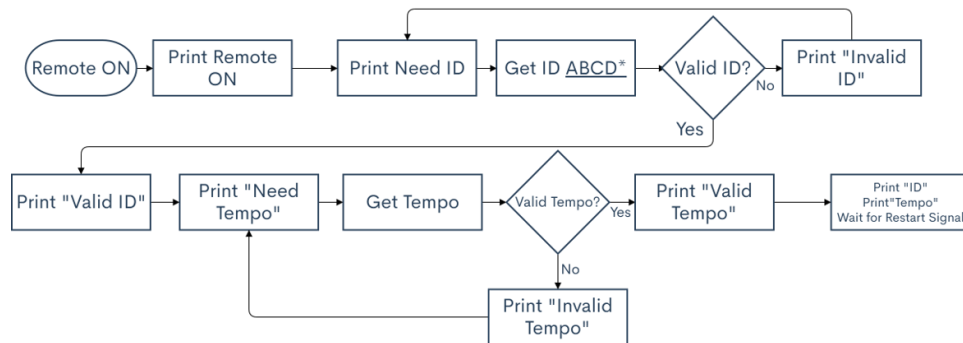 Remote ON
Print Remote
ON
Print Need ID
Get ID ABCD*
Valid ID?
No
Print "Invalid
ID"
Yes
Print "Valid ID"
Print "Need
Tempo"
Get Tempo
Valid Tempo?
Yes
Print "Valid
Tempo"
Print "ID"
Print"Tempo"
Wait for Restart Signal
No
Print "Invalid
Tempo"